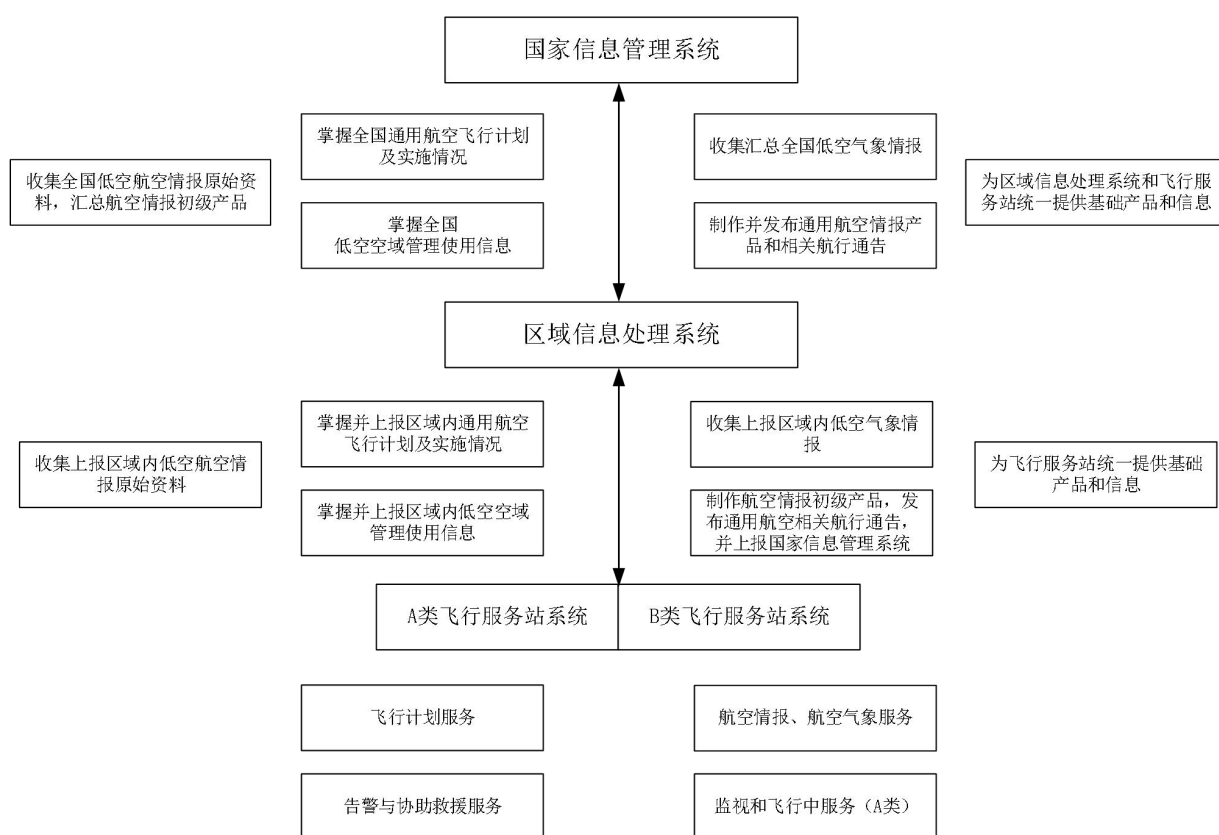 国家信息管理系统
掌握全国通用航空飞行计划
及实施情况
收集汇总全国低空气象情报
收集全国低空航空情报原始资
料，汇总航空情报初级产品
为区域信息处理系统和飞行服
务站统一提供基础产品和信息
掌握全国
低空空域管理使用信息
制作并发布通用航空情报产
品和相关航行通告
区域信息处理系统
掌握并上报区域内通用航空
飞行计划及实施情况
收集上报区域内低空气象情
报
收集上报区域内低空航空情
报原始资料
为飞行服务站统一提供基础
产品和信息
掌握并上报区域内低空空域
管理使用信息
制作航空情报初级产品，发
布通用航空相关航行通告，
并上报国家信息管理系统
A类飞行服务站系统
B类飞行服务站系统
飞行计划服务
航空情报、航空气象服务
告警与协助救援服务
监视和飞行中服务（A类）